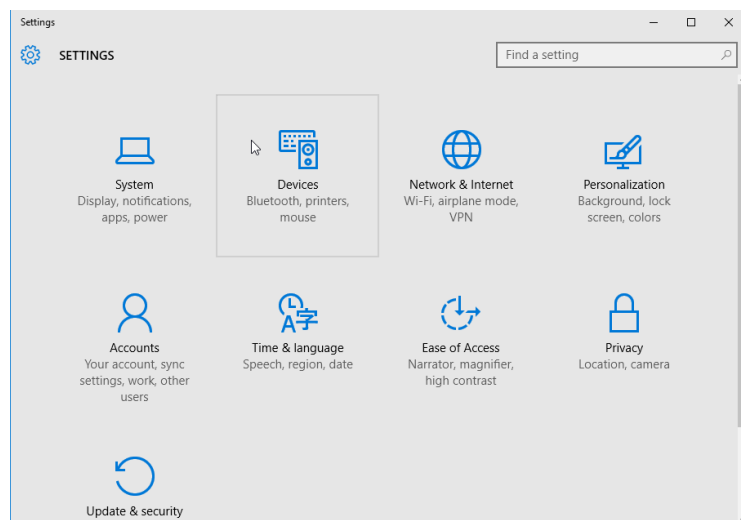 Settings
SETTINGS
Find a setting
System
Display, notifications,
apps, power
Devices
Bluetooth, printers,
mouse
Network & Internet
Wi-Fi, airplane mode,
VPN
Personalization
Background, lock
screen, colors
Accounts
Your account, sync
settings, work, other
users
Time & language
Speech, region, date
A字
Ease of Access
Narrator, magnifier,
high contrast
Privacy
Location, camera
Update & security